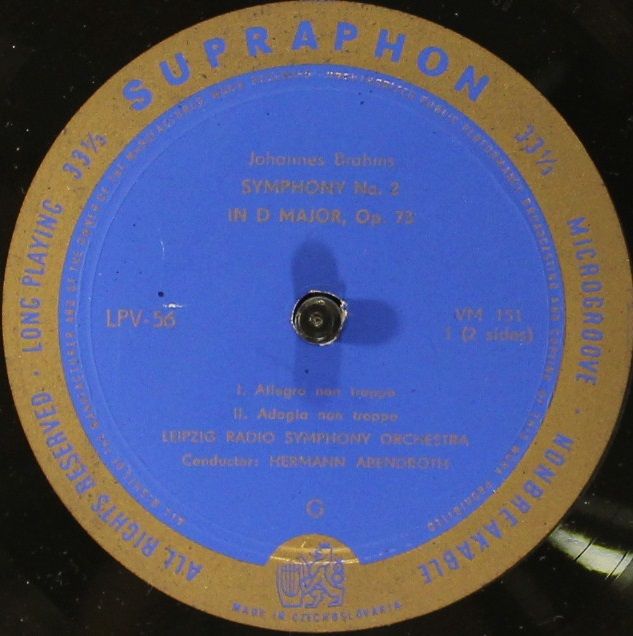 SUPRAPHON
33⅓
33⅓
LONG PLAYING
MICROGROOVE · NONBREAKABLE
ALL RIGHTS RESERVED ·
Johannes Brahms
SYMPHONY No. 2
IN D MAJOR, Op. 73
LPV-56
VM 151
1 (2 sides)
I. Allegro non troppo
II. Adagio non troppo
LEIPZIG RADIO SYMPHONY ORCHESTRA
Conductor: HERMANN ABENDROTH
G
MADE IN CZECHOSLOVAKIA